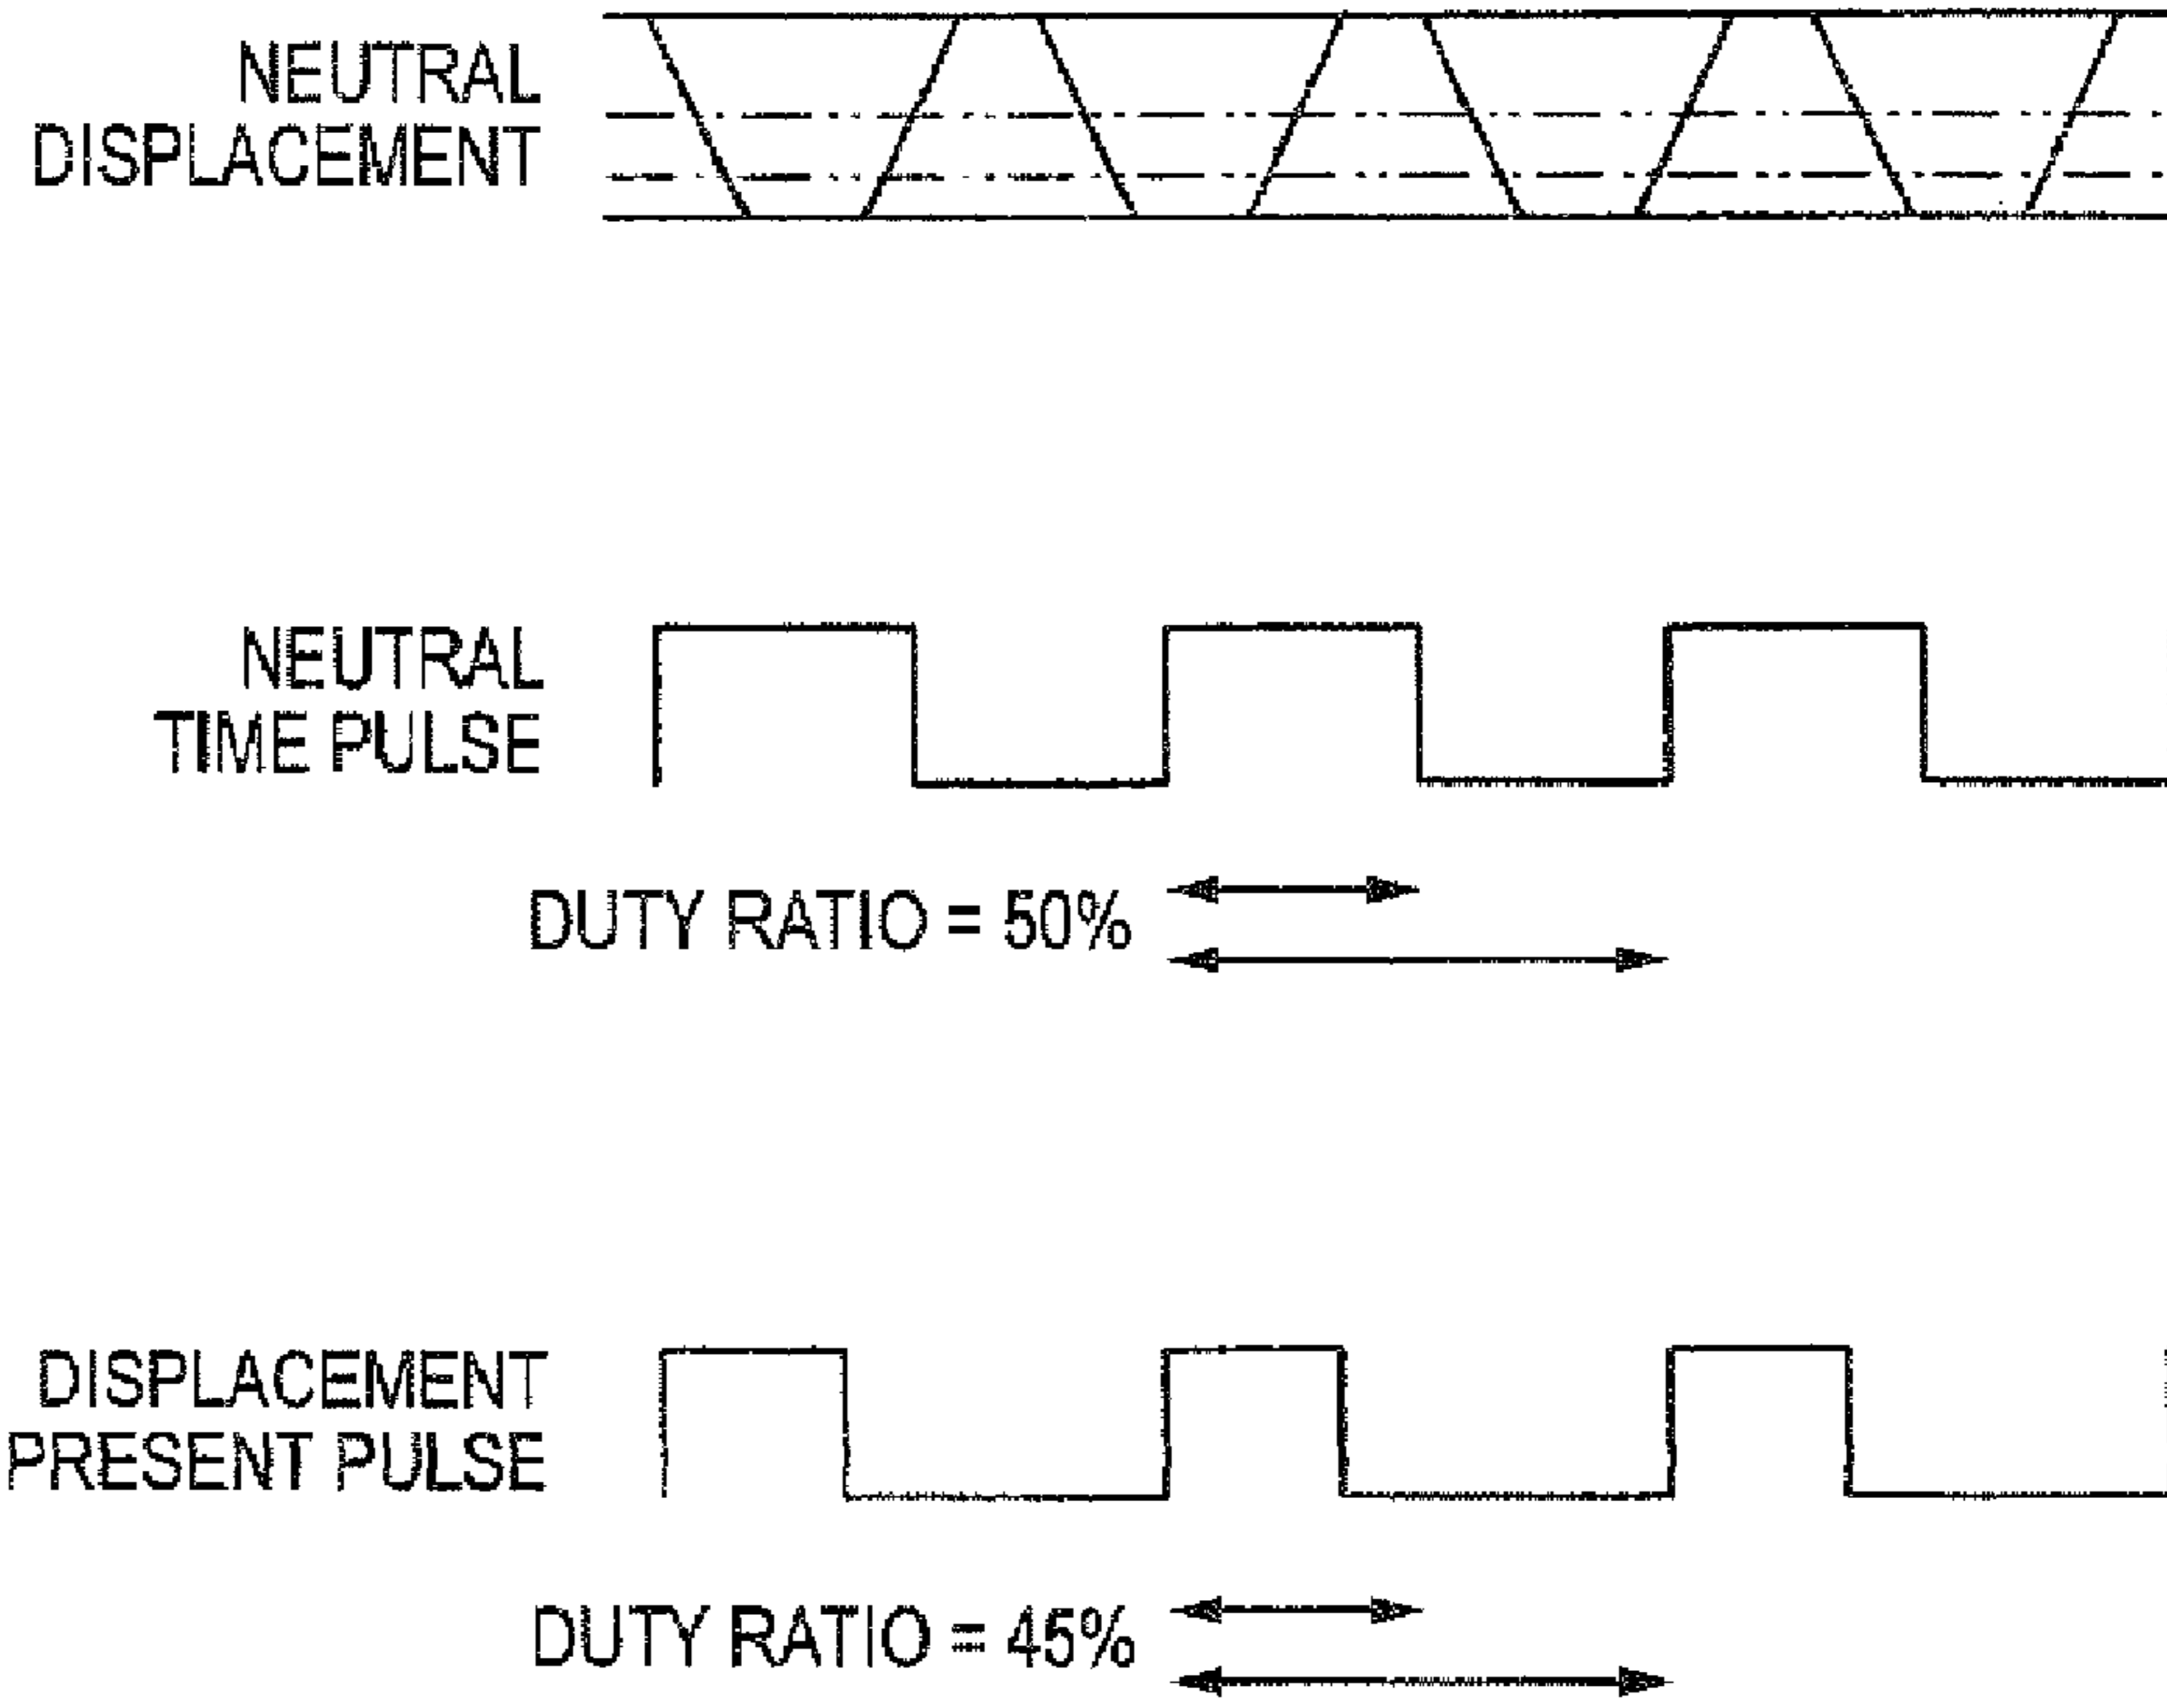 NEUTRAL
DISPLACEMENT
NEUTRAL
TIME PULSE
DUTY RATIO = 50%
DISPLACEMENT
PRESENT PULSE
DUTY RATIO = 45%